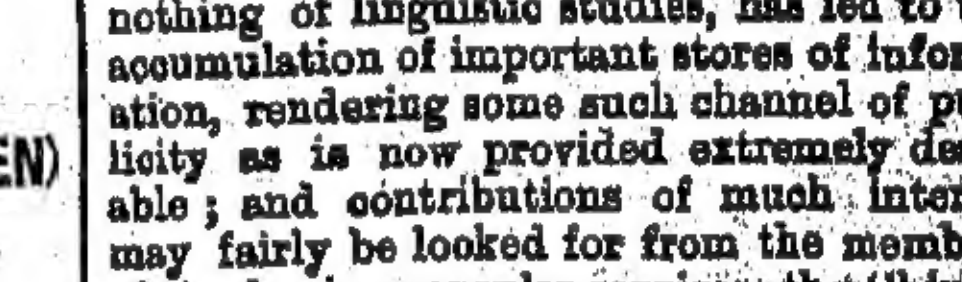 nothing of linguistic studies, has led to
accumulation of important stores of infor
ation, rendering some such channel of pu
licity as is now provided extremely des
EN)
able ; and contributions of much inter
may fairly be looked for from the memb